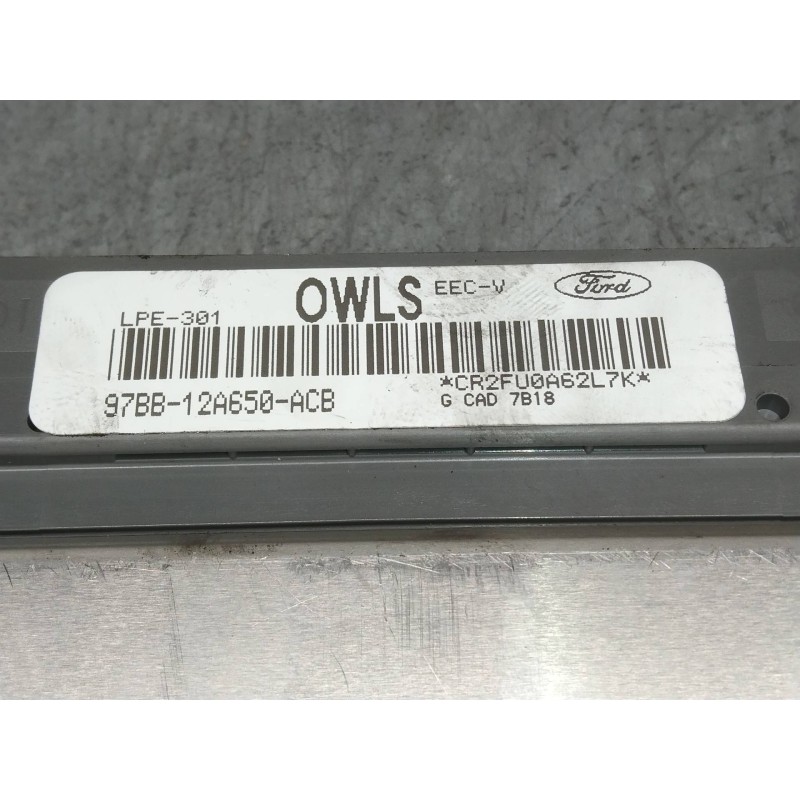 OWLS EEC-V Ford
LPE-301
*CR2FU0A62L7K*
97BB-12A650-ACB
G CAD 7B18